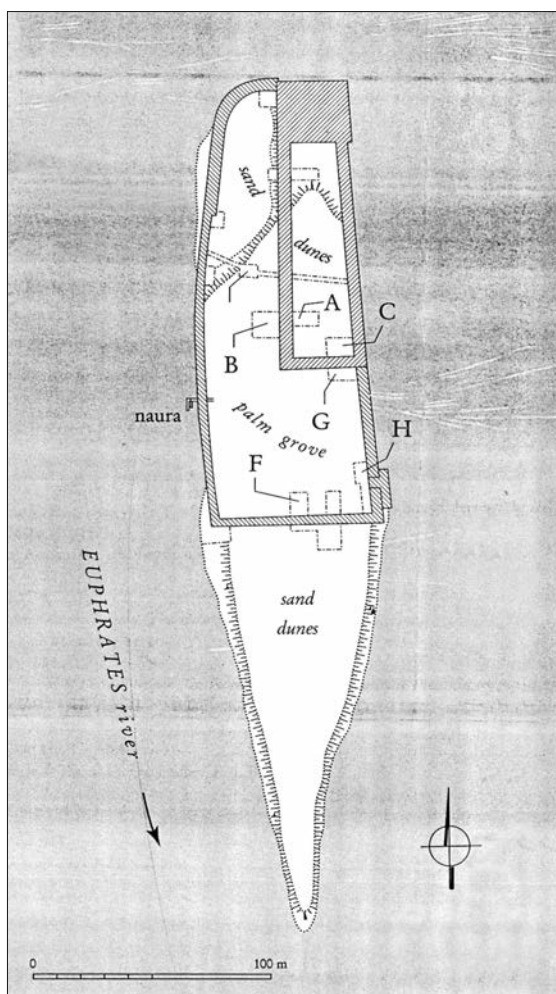 sand
dunes
A
C
B
naura
G
palm grove
H
F
EUPHRATES river
sand
dunes
0
100 m